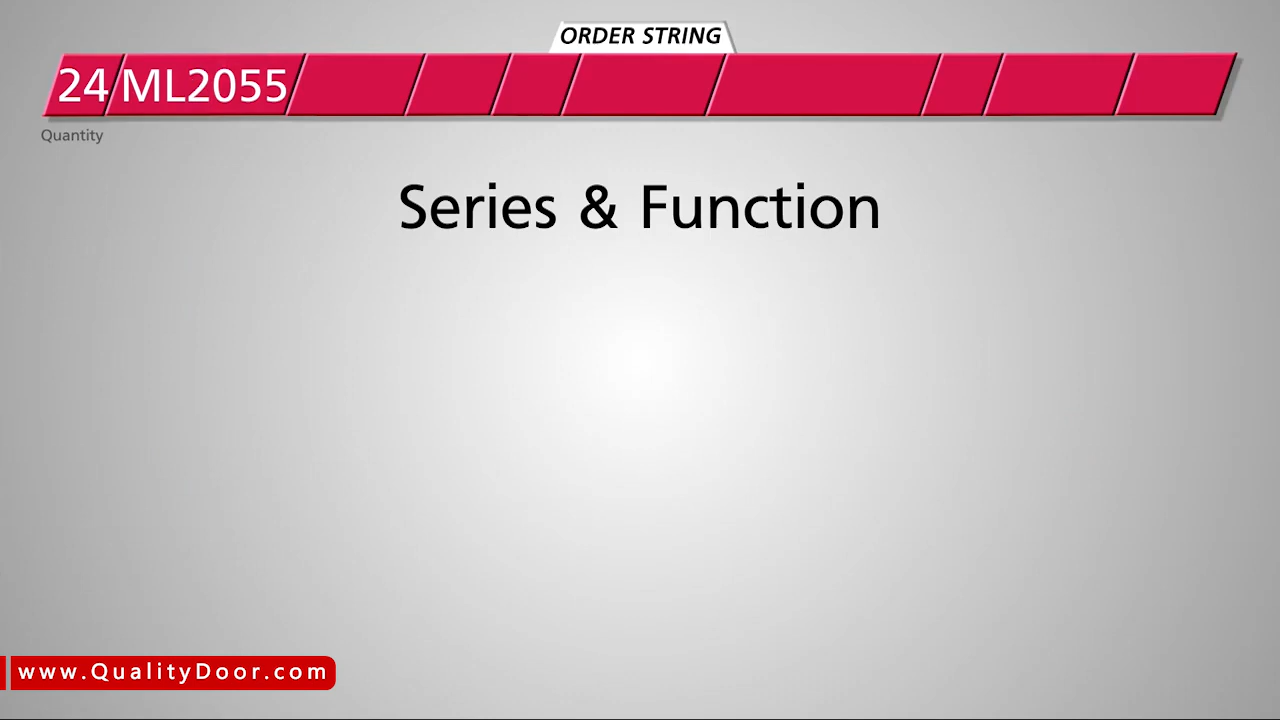 ORDER STRING
24 ML2055
Quantity
Series & Function
www.QualityDoor.com